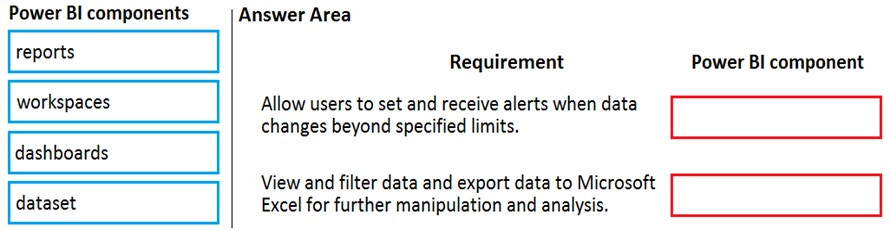 Power BI components
reports
workspaces
dashboards
dataset
Answer Area
Requirement
Power BI component
Allow users to set and receive alerts when data
changes beyond specified limits.
View and filter data and export data to Microsoft
Excel for further manipulation and analysis.